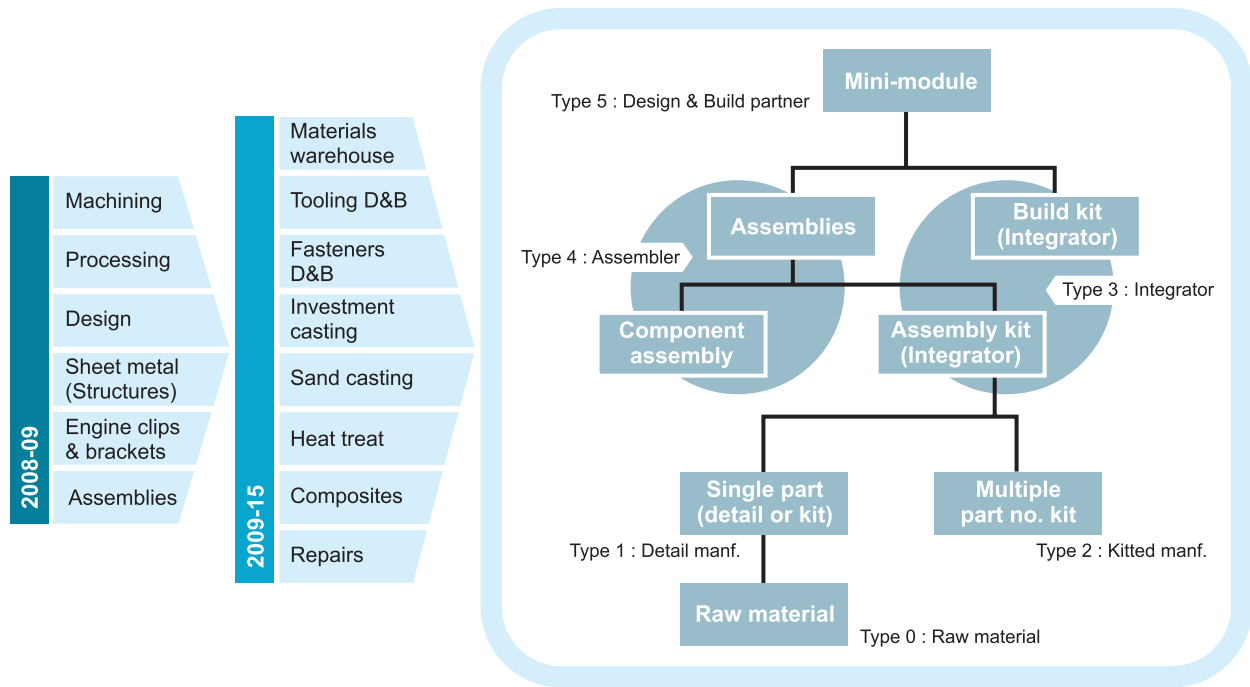 2008-09
Machining
Processing
Design
Sheet metal
(Structures)
Engine clips
& brackets
Assemblies
2009-15
Materials
warehouse
Tooling D&B
Fasteners
D&B
Investment
casting
Sand casting
Heat treat
Composites
Repairs
Mini-module
Type 5 : Design & Build partner
Assemblies
Build kit
(Integrator)
Type 4 : Assembler
Type 3 : Integrator
Component
assembly
Assembly kit
(Integrator)
Single part
(detail or kit)
Multiple
part no. kit
Type 1 : Detail manf.
Type 2 : Kitted manf.
Raw material
Type 0 : Raw material